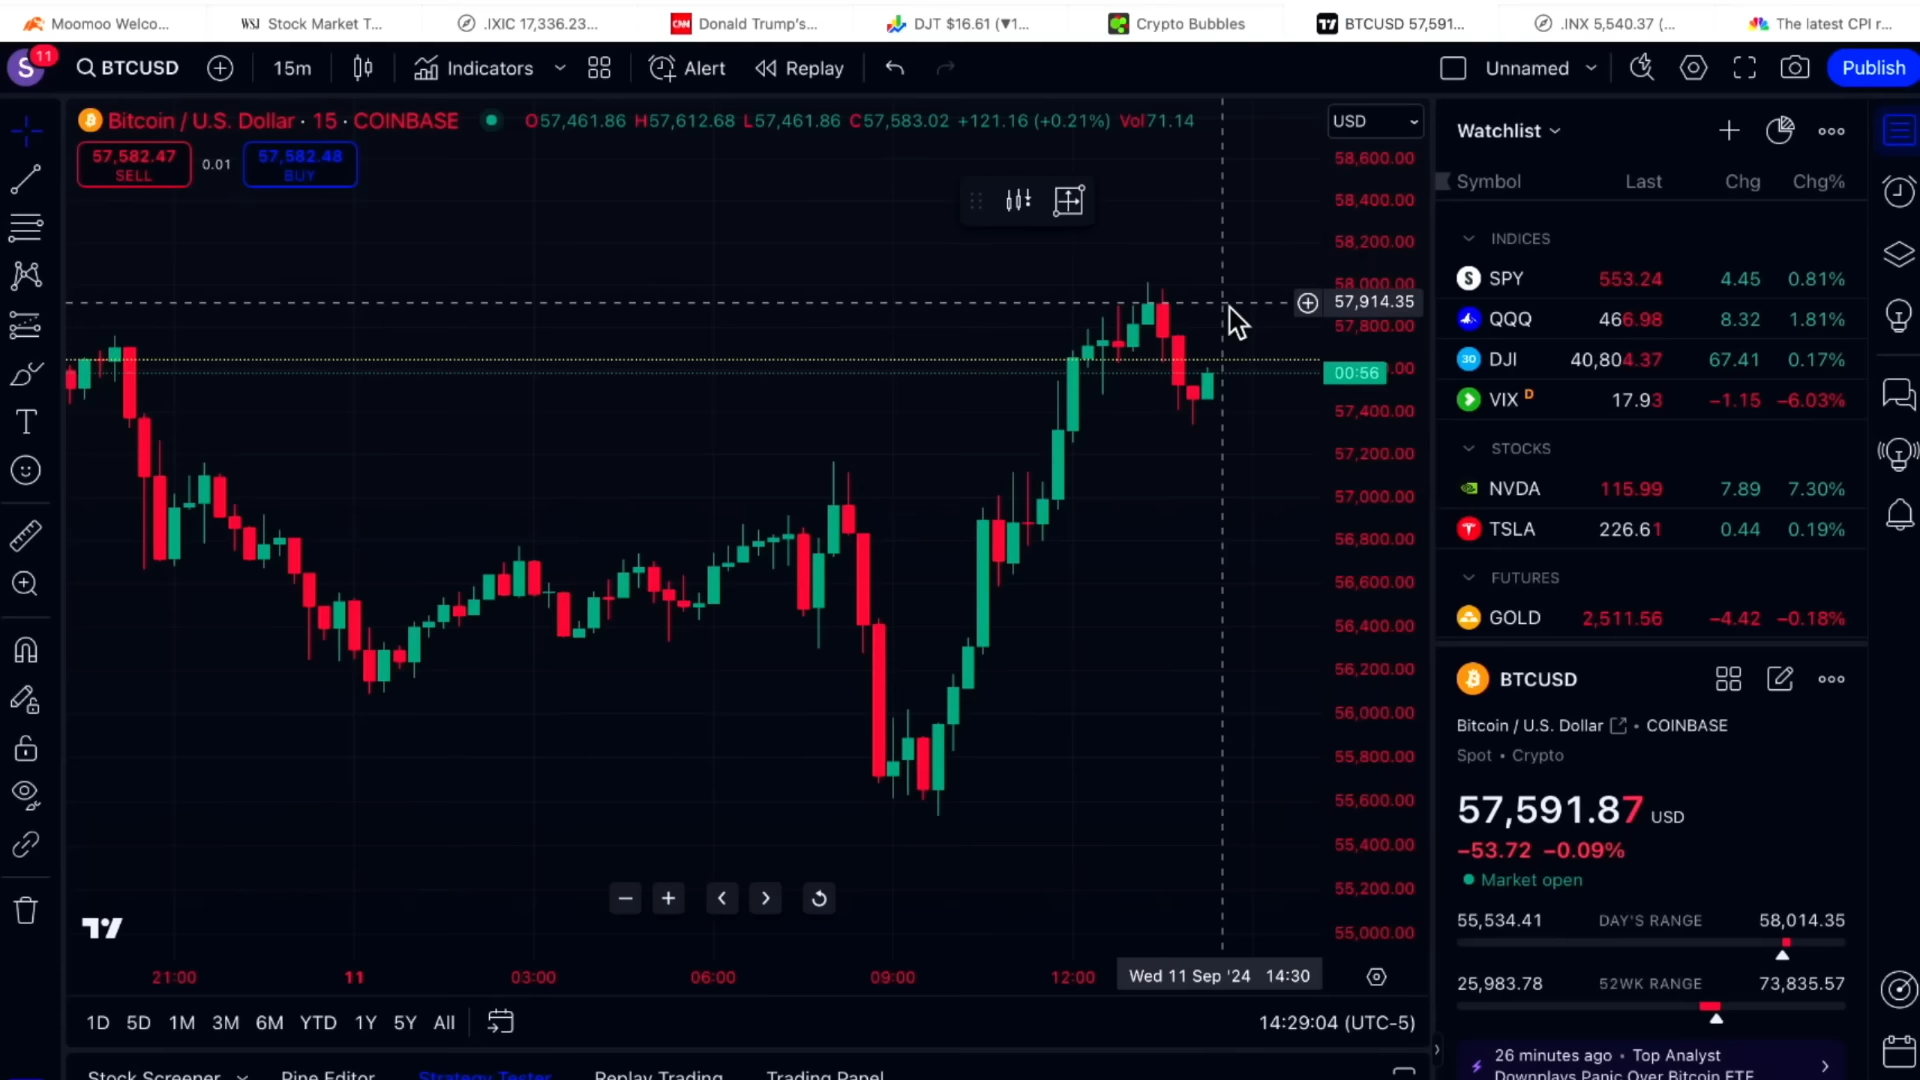 Moomoo Welco...
WSJ Stock Market T...
.IXIC 17,336.23...
CNN Donald Trump's...
DJT $16.61 (▼1...
Crypto Bubbles
BTCUSD 57,591...
.INX 5,540.37 (...
The latest CPI r...
S 11
BTCUSD
15m
Indicators
Alert
Replay
Unnamed
Publish
Bitcoin / U.S. Dollar · 15 · COINBASE
O57,461.86 H57,612.68 L57,461.86 C57,583.02 +121.16 (+0.21%) Vol71.14
USD
57,582.47
SELL
0.01
57,582.48
BUY
58,600.00
58,400.00
58,200.00
58,000.00
57,914.35
57,800.00
00:56
57,400.00
57,200.00
57,000.00
56,800.00
56,600.00
56,400.00
56,200.00
56,000.00
55,800.00
55,600.00
55,400.00
55,200.00
55,000.00
21:00
11
03:00
06:00
09:00
12:00
Wed 11 Sep '24 14:30
1D 5D 1M 3M 6M YTD 1Y 5Y All
14:29:04 (UTC-5)
Stock Screener
Pine Editor
Strategy Tester
Replay Trading
Trading Panel
Watchlist
Symbol Last Chg Chg%
INDICES
SPY 553.24 4.45 0.81%
QQQ 466.98 8.32 1.81%
30 DJI 40,804.37 67.41 0.17%
VIX D 17.93 −1.15 −6.03%
STOCKS
NVDA 115.99 7.89 7.30%
TSLA 226.61 0.44 0.19%
FUTURES
GOLD 2,511.56 −4.42 −0.18%
BTCUSD
Bitcoin / U.S. Dollar • COINBASE
Spot • Crypto
57,591.87 USD
−53.72 −0.09%
Market open
55,534.41 DAY'S RANGE 58,014.35
25,983.78 52WK RANGE 73,835.57
26 minutes ago • Top Analyst
Downplays Panic Over Bitcoin ETF